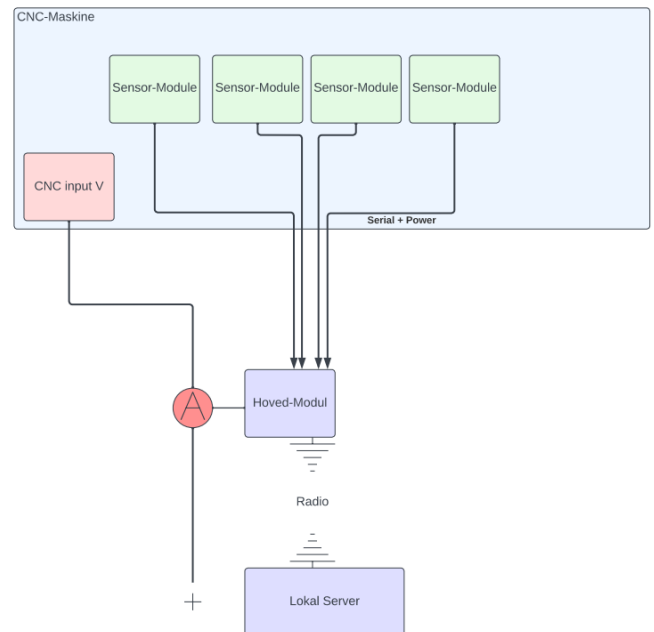 CNC-Maskine
Sensor-Module
Sensor-Module
Sensor-Module
Sensor-Module
CNC input V
Serial + Power
A
Hoved-Modul
Radio
Lokal Server
+